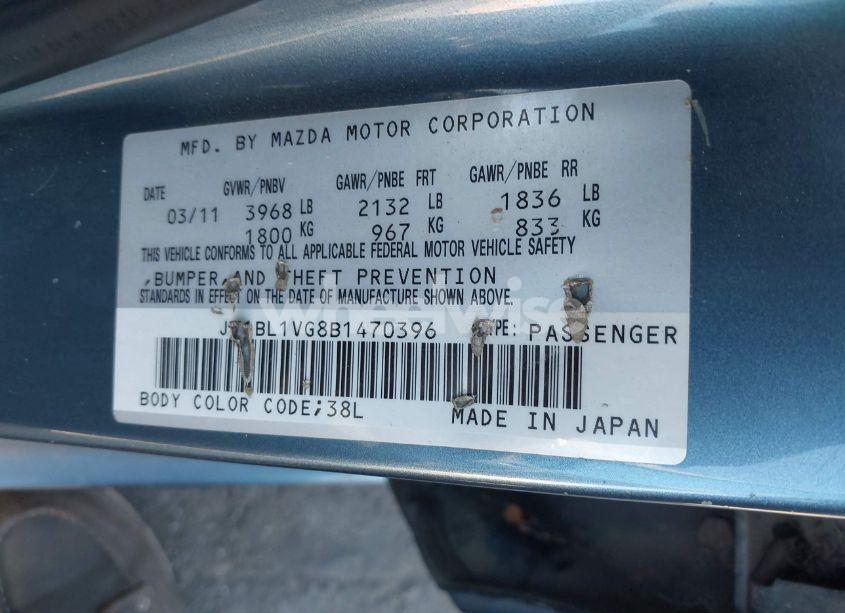 MFD. BY MAZDA MOTOR CORPORATION
DATE GVWR/PNBV GAWR/PNBE FRT GAWR/PNBE RR
03/11 3968 LB 2132 LB 1836 LB
1800 KG 967 KG 833 KG
THIS VEHICLE CONFORMS TO ALL APPLICABLE FEDERAL MOTOR VEHICLE SAFETY
,BUMPER, AND THEFT PREVENTION
STANDARDS IN EFFECT ON THE DATE OF MANUFACTURE SHOWN ABOVE.
wheelwise
TYPE: PASSENGER
BODY COLOR CODE;38L MADE IN JAPAN